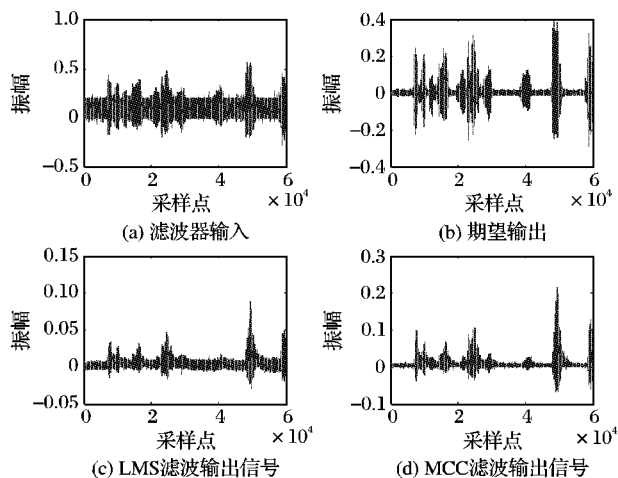 1.0
0.5
1.0
-0.5
振幅
0 2 4 6
采样点
×10⁴
(a) 滤波器输入
0.4
0.2
0
-0.2
-0.4
振幅
0 2 4 6
采样点
×10⁴
(b) 期望输出
0.15
0.10
0.05
0
-0.05
振幅
0 2 4 6
采样点
×10⁴
(c) LMS滤波输出信号
0.3
0.2
0.1
0
-0.1
振幅
0 2 4 6
采样点
×10⁴
(d) MCC滤波输出信号